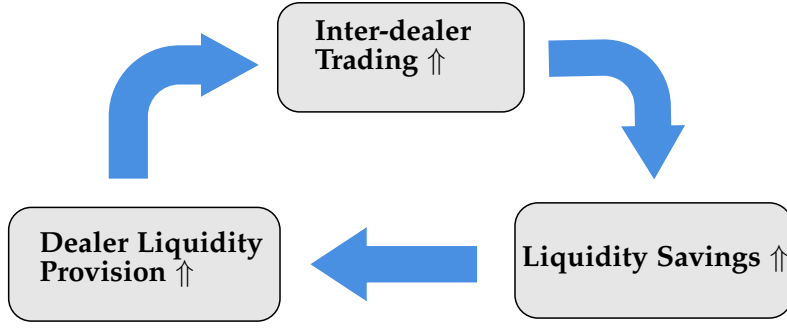 Inter-dealer
Trading ⇑
Liquidity Savings ⇑
Dealer Liquidity
Provision ⇑